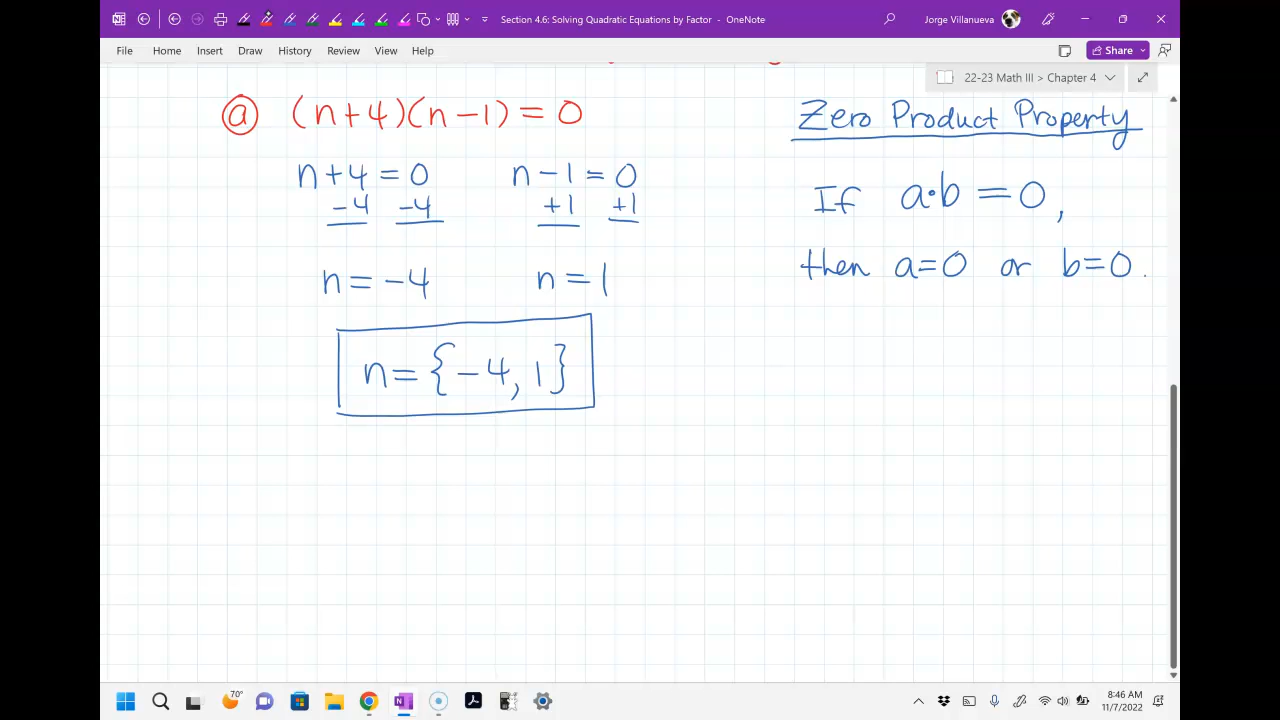 Section 4.6: Solving Quadratic Equations by Factor - OneNote
Jorge Villanueva
File Home Insert Draw History Review View Help
Share
22-23 Math III > Chapter 4
ⓐ (n+4)(n-1)=0
n+4=0 n-1=0
-4 -4 +1 +1
n=-4 n=1
n={-4, 1}
Zero Product Property
If a·b=0,
then a=0 or b=0.
70°
8:46 AM
11/7/2022